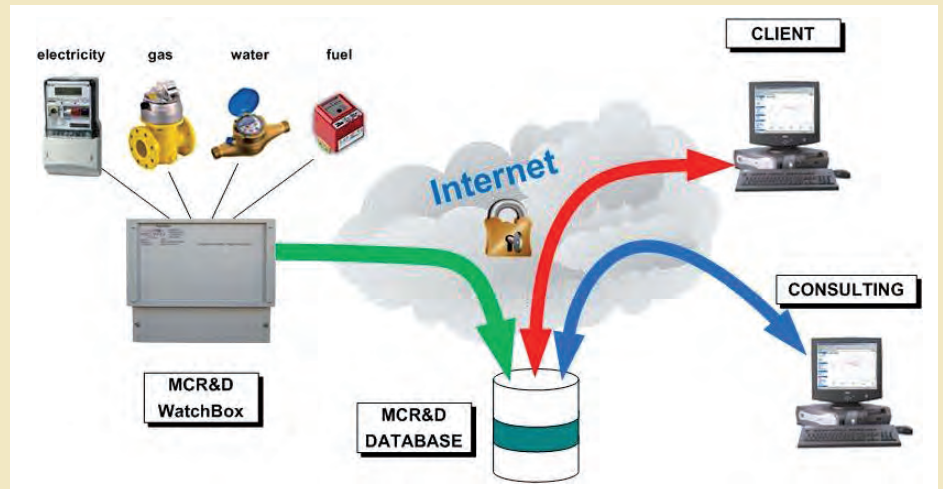 electricity gas water fuel
CLIENT
Internet
CONSULTING
MCR&D
WatchBox
MCR&D
DATABASE